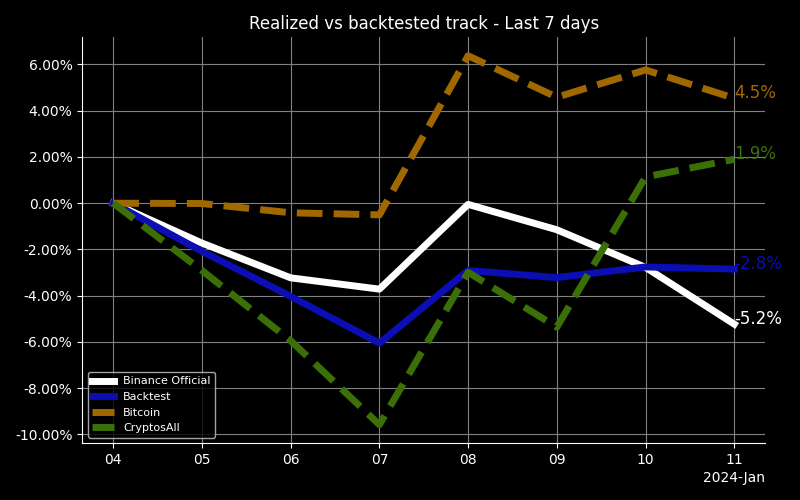 Realized vs backtested track - Last 7 days
6.00%
4.00%
2.00%
0.00%
-2.00%
-4.00%
-6.00%
-8.00%
-10.00%
4.5%
1.9%
-2.8%
-5.2%
Binance Official
Backtest
Bitcoin
CryptosAll
04 05 06 07 08 09 10 11
2024-Jan